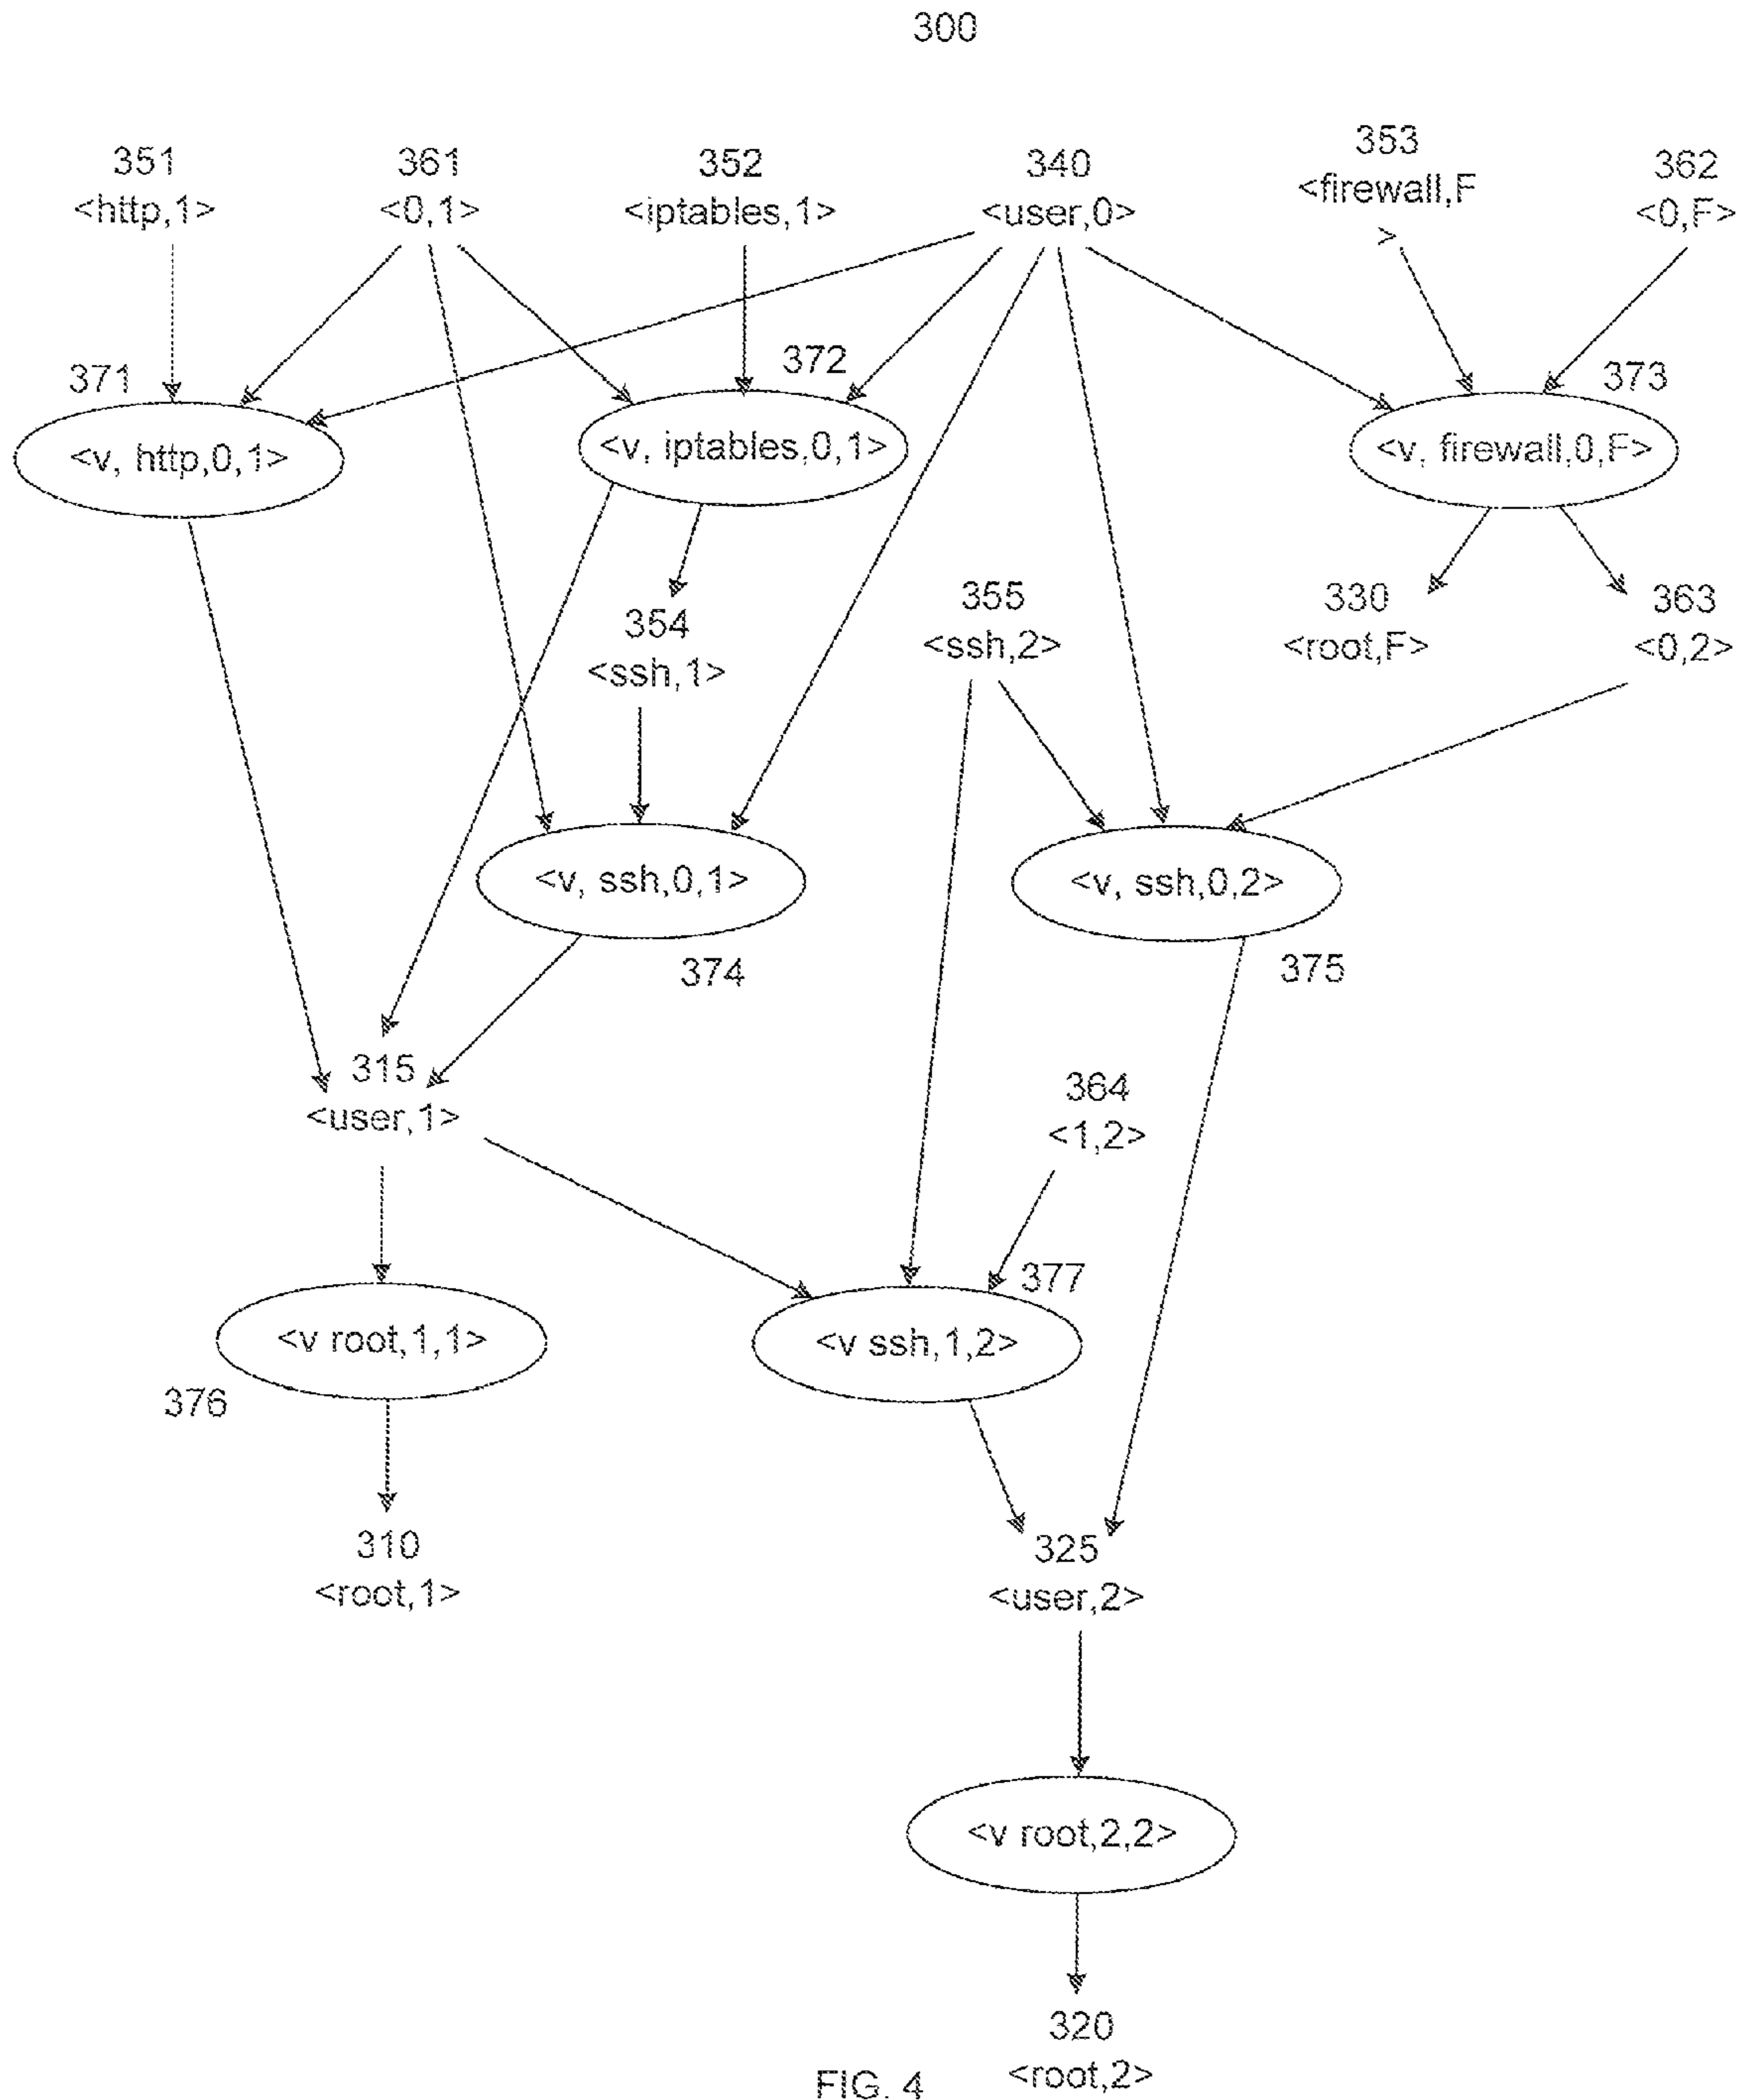 300
351
<http,1>
361
<0,1>
352
<iptables,1>
340
<user,0>
353
<firewall,F
>
362
<0,F>
371
<v, http,0,1>
372
<v, iptables,0,1>
373
<v, firewall,0,F>
354
<ssh,1>
355
<ssh,2>
330
<root,F>
363
<0,2>
<v, ssh,0,1>
374
<v, ssh,0,2>
375
315
<user,1>
364
<1,2>
<v root,1,1>
376
377
<v ssh,1,2>
310
<root,1>
325
<user,2>
<v root,2,2>
320
<root,2>
FIG. 4